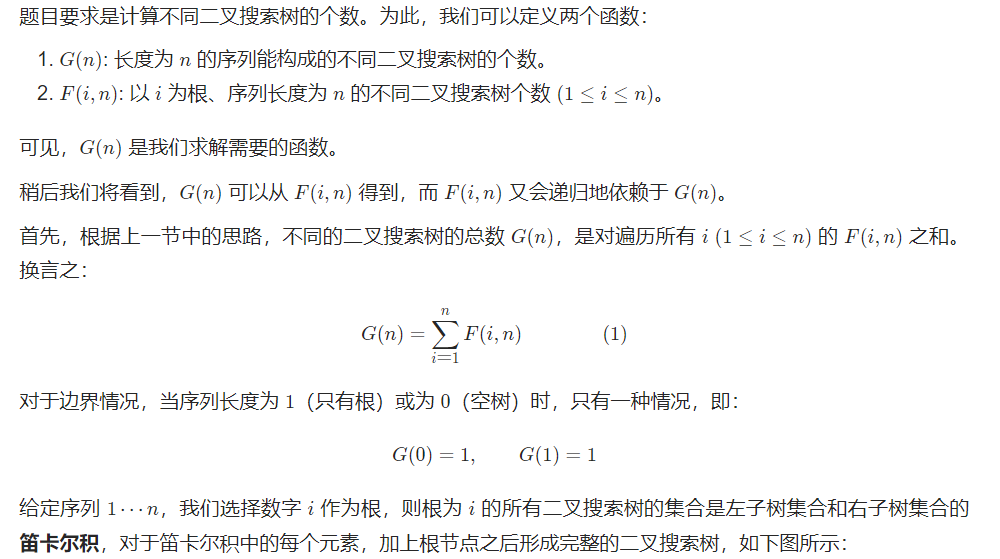 题目要求是计算不同二叉搜索树的个数。为此，我们可以定义两个函数：
1. G(n): 长度为 n 的序列能构成的不同二叉搜索树的个数。
2. F(i, n): 以 i 为根、序列长度为 n 的不同二叉搜索树个数 (1 ≤ i ≤ n)。
可见，G(n) 是我们求解需要的函数。
稍后我们将看到，G(n) 可以从 F(i, n) 得到，而 F(i, n) 又会递归地依赖于 G(n)。
首先，根据上一节中的思路，不同的二叉搜索树的总数 G(n)，是对遍历所有 i (1 ≤ i ≤ n) 的 F(i, n) 之和。
换言之：
G(n) = \sum_{i=1}^{n} F(i, n) (1)
对于边界情况，当序列长度为 1（只有根）或为 0（空树）时，只有一种情况，即：
G(0) = 1, G(1) = 1
给定序列 1⋯n，我们选择数字 i 作为根，则根为 i 的所有二叉搜索树的集合是左子树集合和右子树集合的
笛卡尔积，对于笛卡尔积中的每个元素，加上根节点之后形成完整的二叉搜索树，如下图所示：